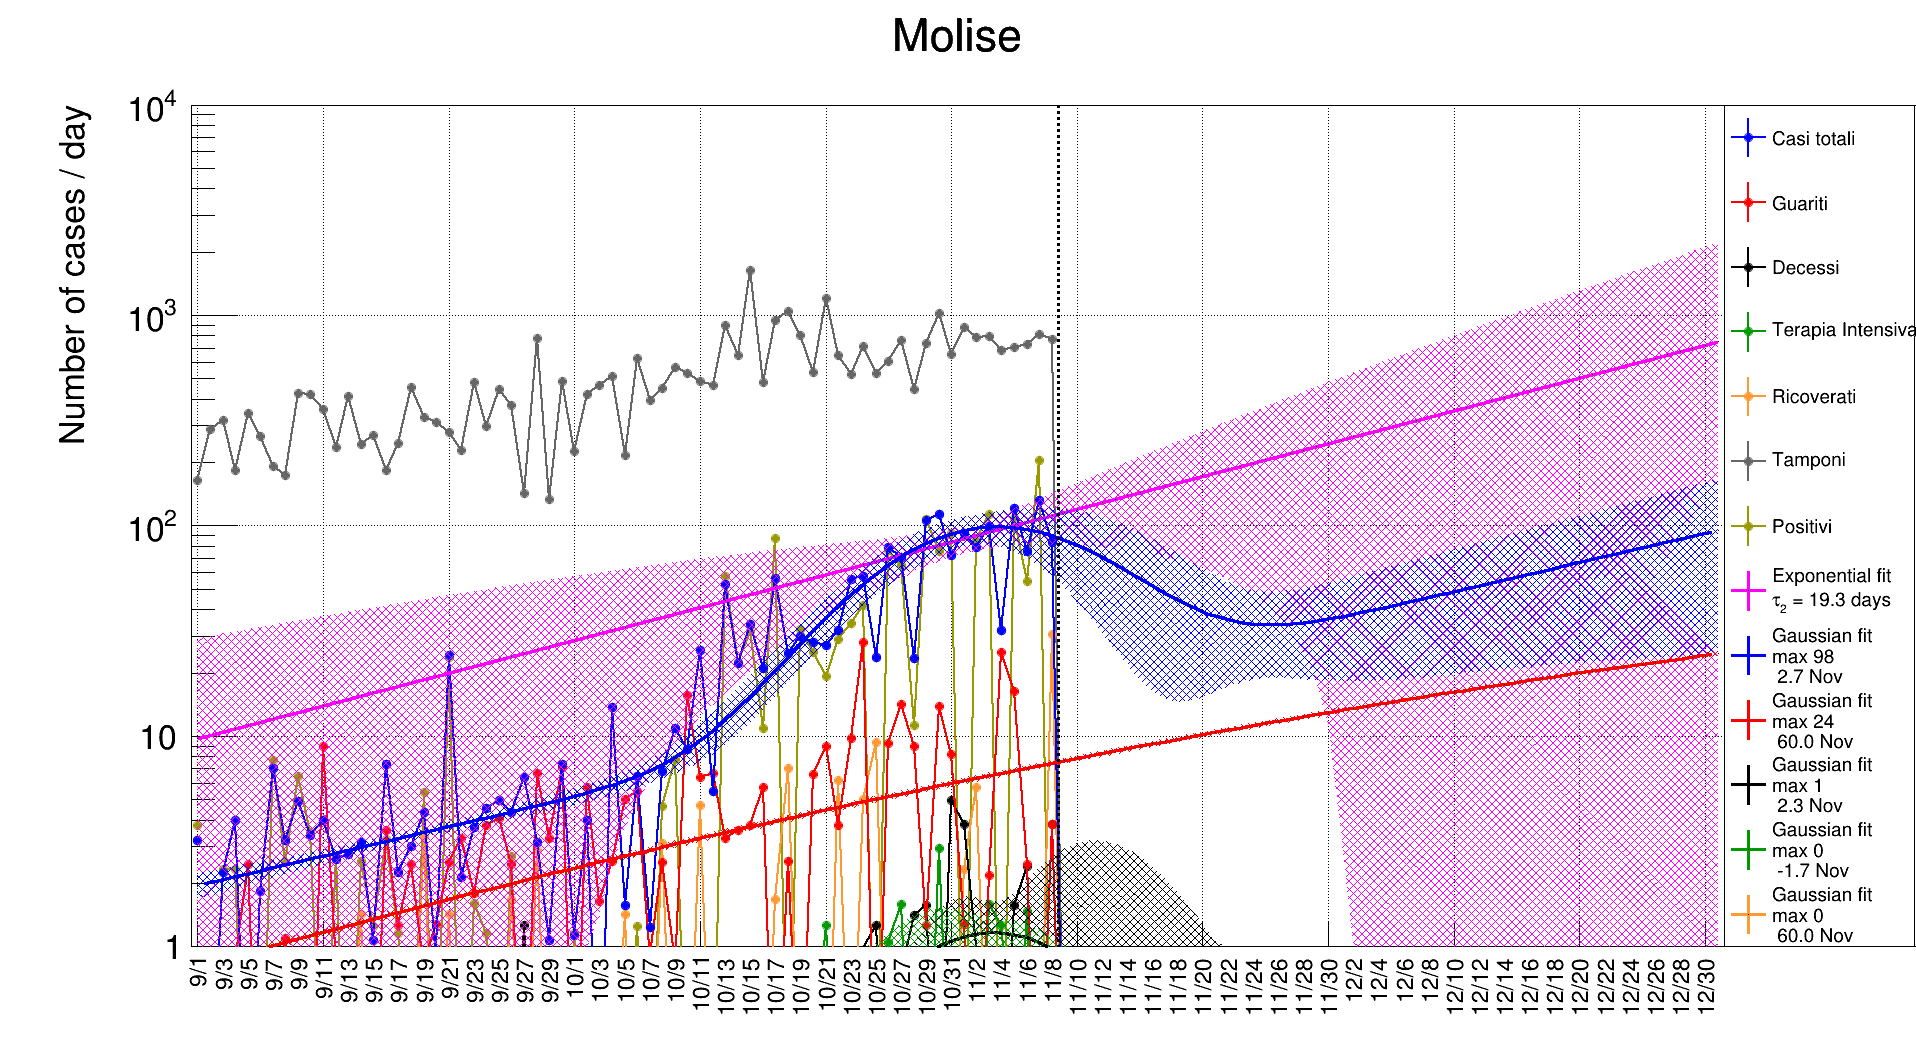 Molise
Number of cases / day
10^4
10^3
10^2
10
1
9/1 9/3 9/5 9/7 9/9 9/11 9/13 9/15 9/17 9/19 9/21 9/23 9/25 9/27 9/29 10/1 10/3 10/5 10/7 10/9 10/11 10/13 10/15 10/17 10/19 10/21 10/23 10/25 10/27 10/29 10/31 11/2 11/4 11/6 11/8 11/10 11/12 11/14 11/16 11/18 11/20 11/22 11/24 11/26 11/28 11/30 12/2 12/4 12/6 12/8 12/10 12/12 12/14 12/16 12/18 12/20 12/22 12/24 12/26 12/28 12/30
Casi totali
Guariti
Decessi
Terapia Intensiva
Ricoverati
Tamponi
Positivi
Exponential fit
τ2 = 19.3 days
Gaussian fit
max 98
2.7 Nov
Gaussian fit
max 24
60.0 Nov
Gaussian fit
max 1
2.3 Nov
Gaussian fit
max 0
-1.7 Nov
Gaussian fit
max 0
60.0 Nov